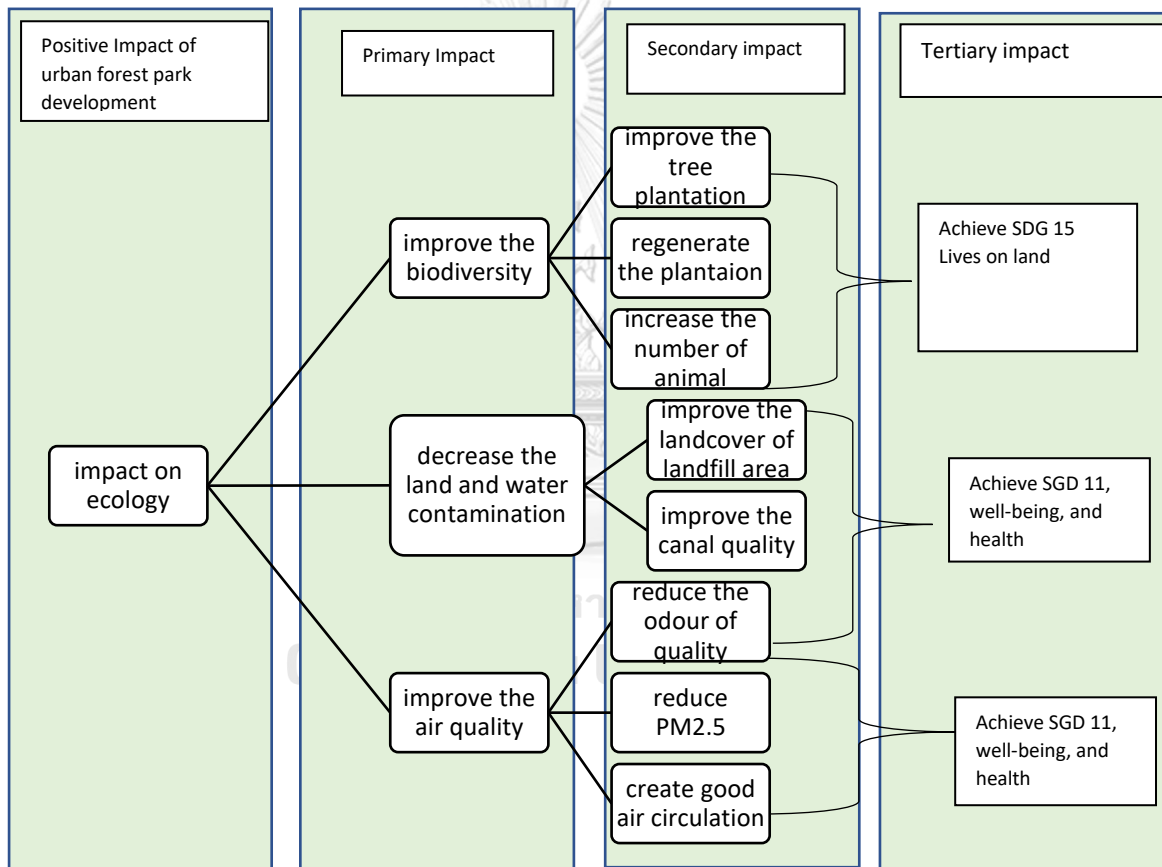 Positive Impact of
urban forest park
development
Primary Impact
Secondary impact
Tertiary impact
impact on
ecology
improve the
biodiversity
decrease the
land and water
contamination
improve the
air quality
improve the
tree
plantation
regenerate
the plantaion
increase the
number of
animal
improve the
landcover of
landfill area
improve the
canal quality
reduce the
odour of
quality
reduce
PM2.5
create good
air circulation
Achieve SDG 15
Lives on land
Achieve SGD 11,
well-being, and
health
Achieve SGD 11,
well-being, and
health